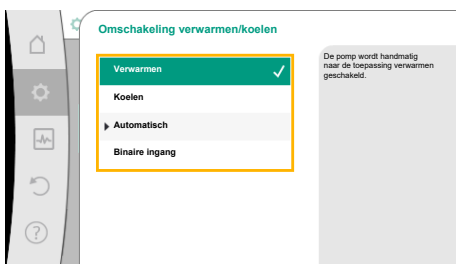 Omschakeling verwarmen/koelen
Verwarmen
Koelen
Automatisch
Binaire ingang
De pomp wordt handmatig
naar de toepassing verwarmen
geschakeld.
?